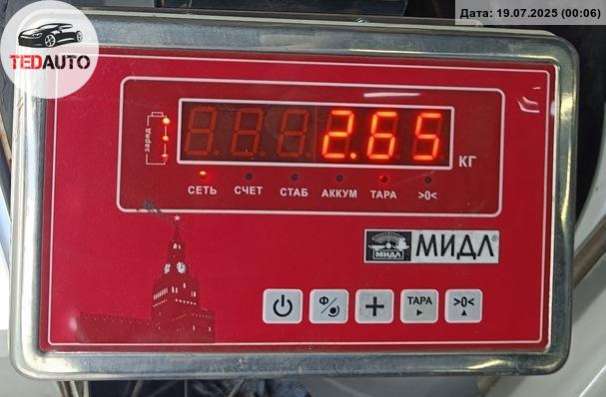 Дата: 19.07.2025 (00:06)
TEDAUTO
заряд
2.65
КГ
СЕТЬ СЧЕТ СТАБ АККУМ ТАРА >0<
МИДЛ МИДЛ®
Ф ТАРА >0<